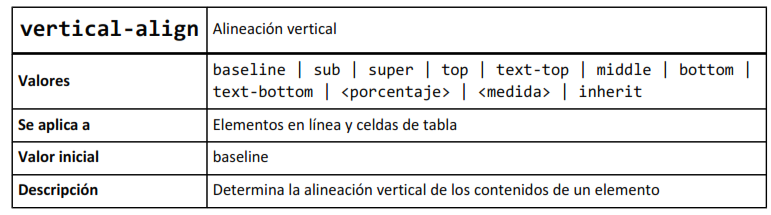 vertical-align Alineación vertical
Valores baseline | sub | super | top | text-top | middle | bottom |
text-bottom | <porcentaje> | <medida> | inherit
Se aplica a Elementos en línea y celdas de tabla
Valor inicial baseline
Descripción Determina la alineación vertical de los contenidos de un elemento